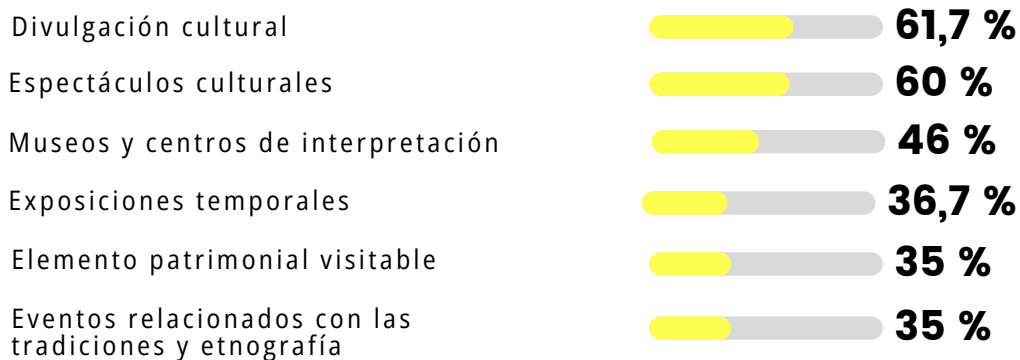 Divulgación cultural 61,7 %
Espectáculos culturales 60 %
Museos y centros de interpretación 46 %
Exposiciones temporales 36,7 %
Elemento patrimonial visitable 35 %
Eventos relacionados con las
tradiciones y etnografía 35 %